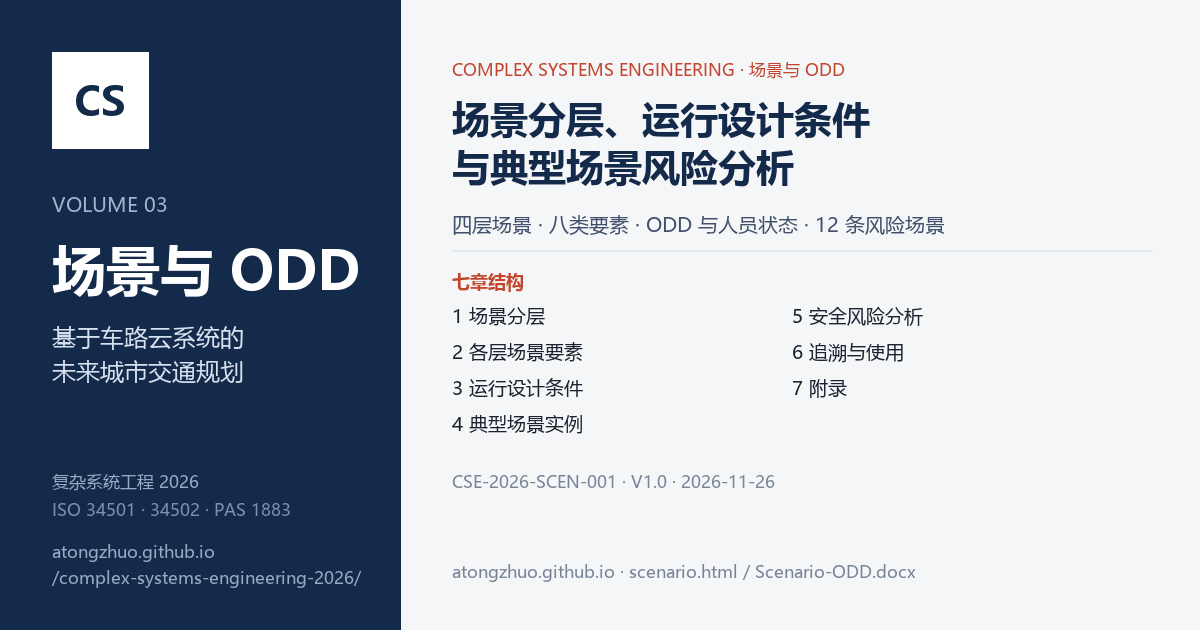 CS
VOLUME 03
场景与 ODD
基于车路云系统的
未来城市交通规划
复杂系统工程 2026
ISO 34501 · 34502 · PAS 1883
atongzhuo.github.io
/complex-systems-engineering-2026/
COMPLEX SYSTEMS ENGINEERING · 场景与 ODD
场景分层、运行设计条件
与典型场景风险分析
四层场景 · 八类要素 · ODD 与人员状态 · 12 条风险场景
七章结构
1 场景分层
2 各层场景要素
3 运行设计条件
4 典型场景实例
5 安全风险分析
6 追溯与使用
7 附录
CSE-2026-SCEN-001 · V1.0 · 2026-11-26
atongzhuo.github.io · scenario.html / Scenario-ODD.docx